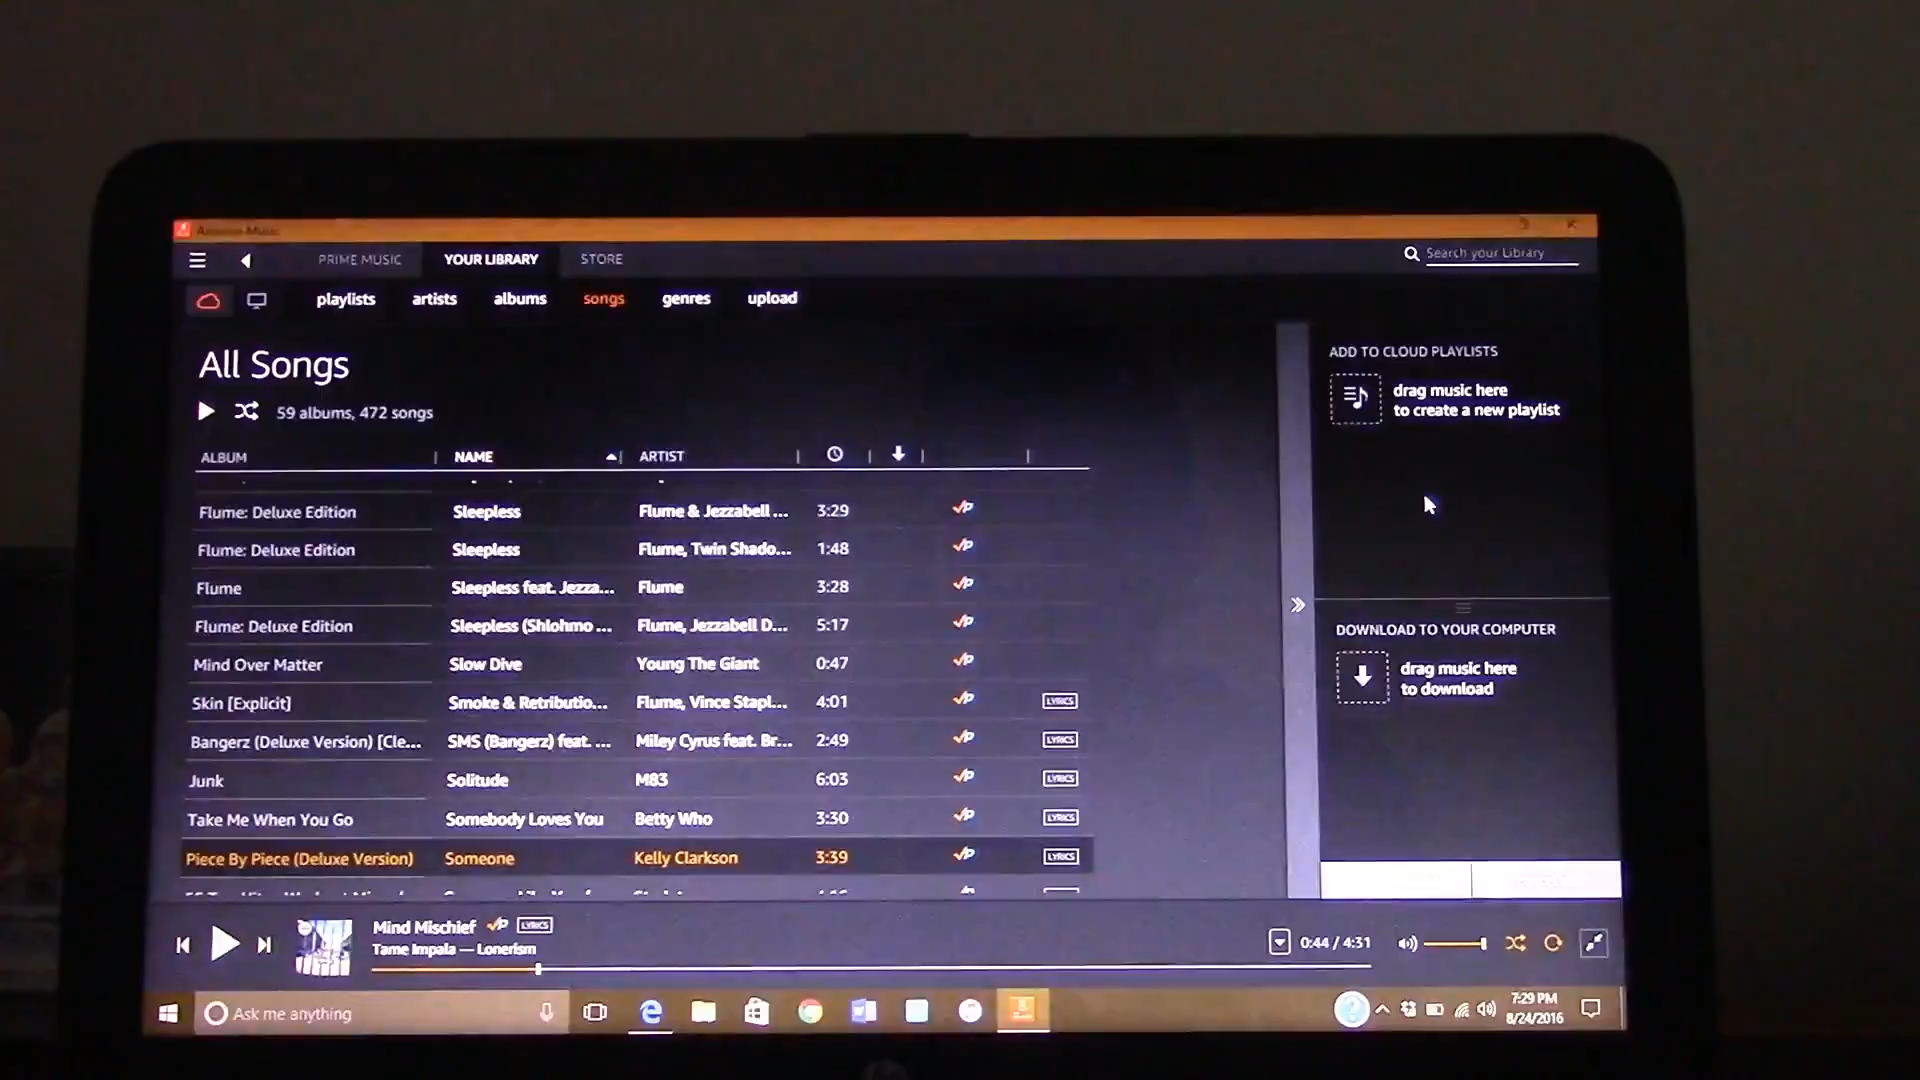 Amazon Music
PRIME MUSIC YOUR LIBRARY STORE Search your Library
playlists artists albums songs genres upload
All Songs
59 albums, 472 songs
ALBUM NAME ARTIST
Flume: Deluxe Edition Sleepless Flume & Jezzabell ... 3:29
Flume: Deluxe Edition Sleepless Flume, Twin Shado... 1:48
Flume Sleepless feat. Jezza... Flume 3:28
Flume: Deluxe Edition Sleepless (Shlohmo ... Flume, Jezzabell D... 5:17
Mind Over Matter Slow Dive Young The Giant 0:47
Skin [Explicit] Smoke & Retributio... Flume, Vince Stapl... 4:01 LYRICS
Bangerz (Deluxe Version) [Cle... SMS (Bangerz) feat. ... Miley Cyrus feat. Br... 2:49 LYRICS
Junk Solitude M83 6:03 LYRICS
Take Me When You Go Somebody Loves You Betty Who 3:30 LYRICS
Piece By Piece (Deluxe Version) Someone Kelly Clarkson 3:39 LYRICS
ADD TO CLOUD PLAYLISTS
drag music here
to create a new playlist
DOWNLOAD TO YOUR COMPUTER
drag music here
to download
Mind Mischief LYRICS
Tame Impala — Lonerism
0:44 / 4:31
Ask me anything
7:29 PM
8/24/2016